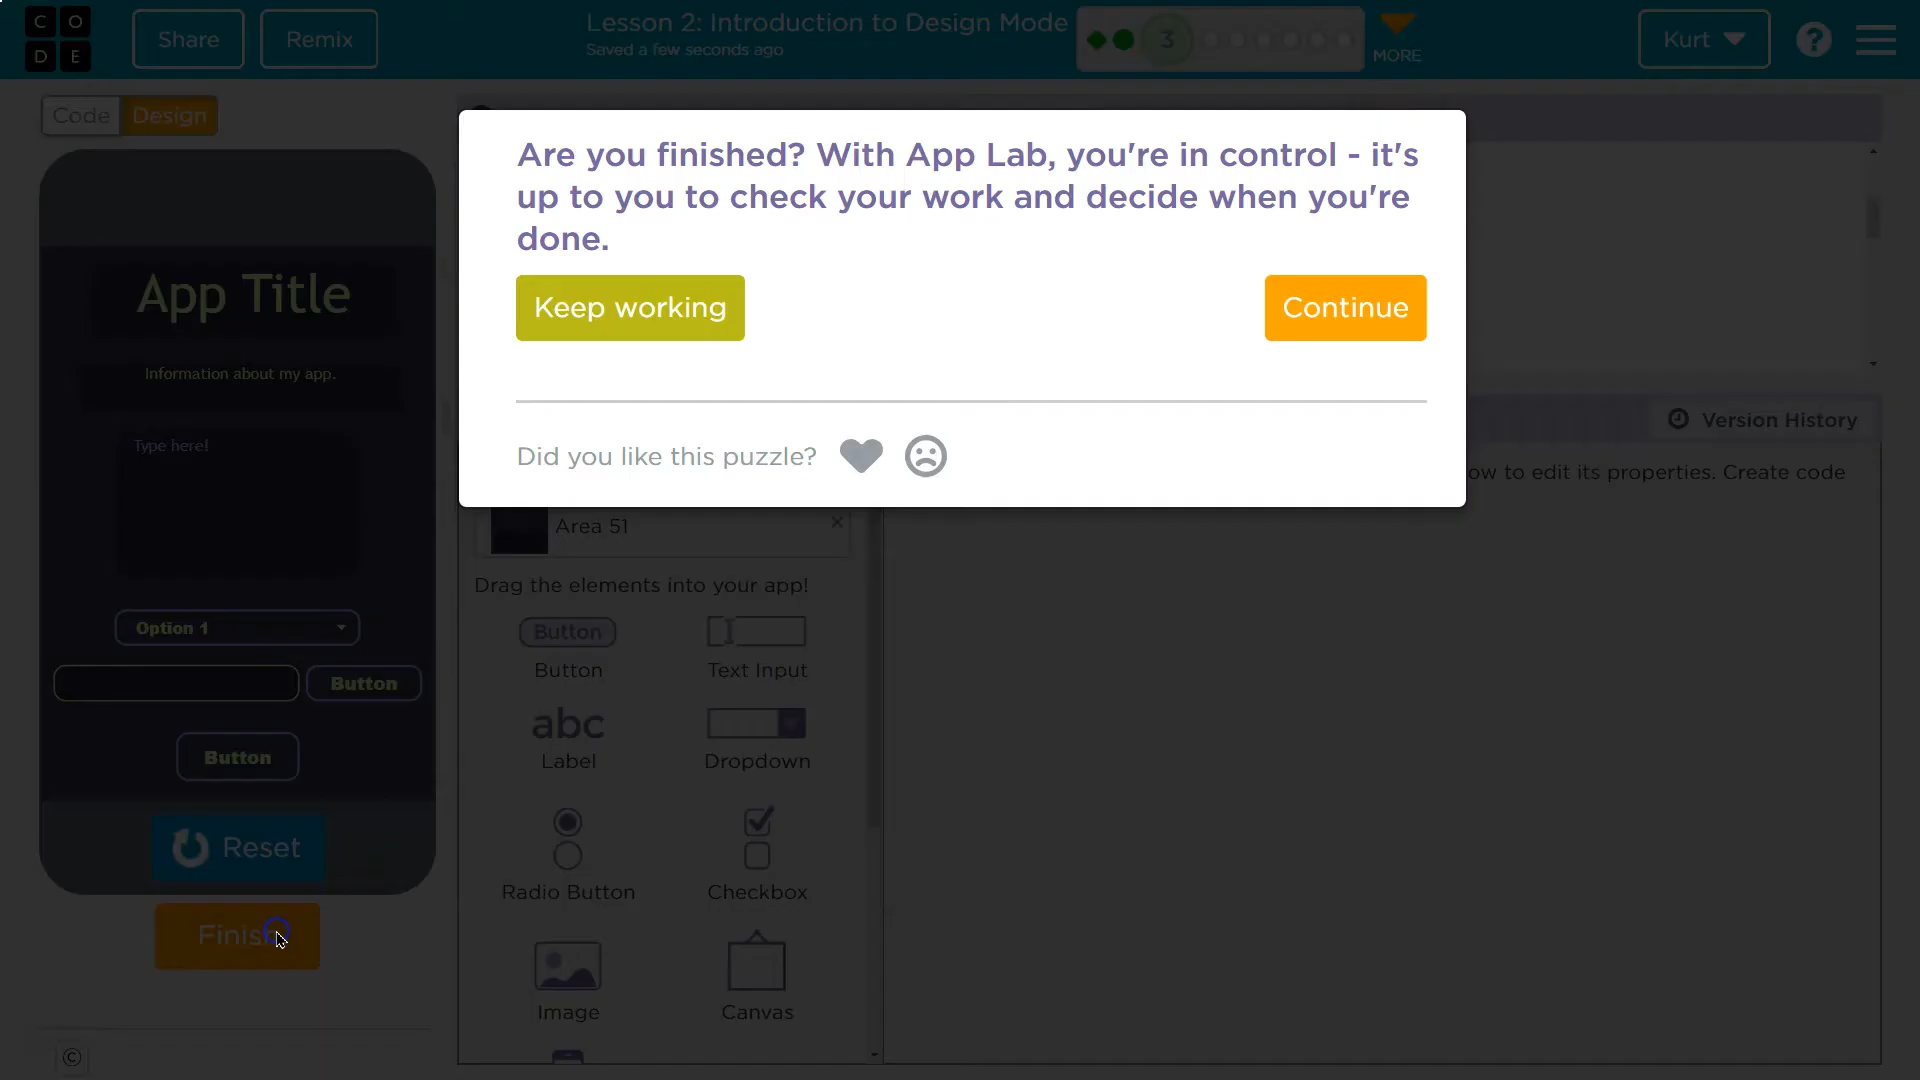 C O
D E
Share
Remix
Lesson 2: Introduction to Design Mode
Saved a few seconds ago
3
MORE
Kurt
?
Code
Design
Are you finished? With App Lab, you're in control - it's
up to you to check your work and decide when you're
done.
Keep working
Continue
Did you like this puzzle?
Version History
ow to edit its properties. Create code
App Title
Information about my app.
Type here!
Option 1
Button
Button
Reset
Finish
Area 51
Drag the elements into your app!
Button
Button
Text Input
abc
Label
Dropdown
Radio Button
Checkbox
Image
Canvas
©